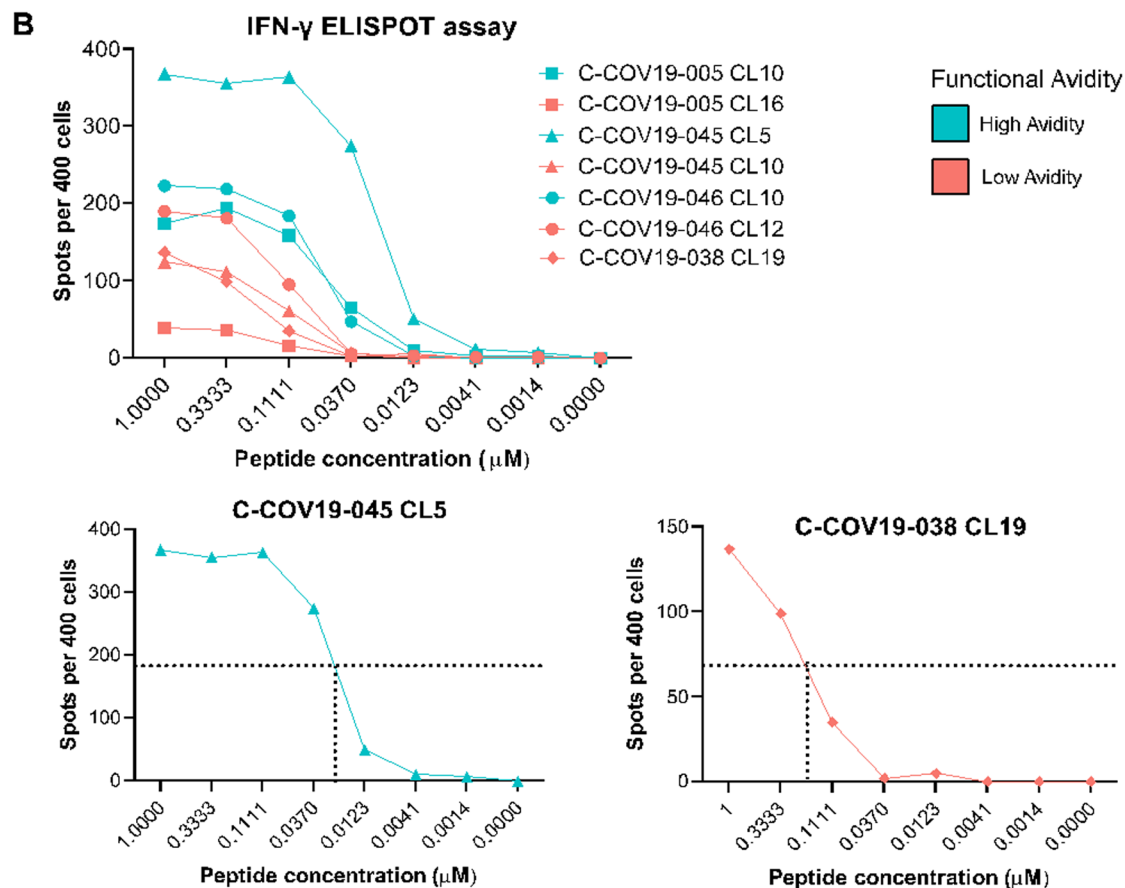 B
IFN-γ ELISPOT assay
Spots per 400 cells
400
300
200
100
0
1.0000
0.3333
0.1111
0.0370
0.0123
0.0041
0.0014
0.0000
Peptide concentration (μM)
C-COV19-005 CL10
C-COV19-005 CL16
C-COV19-045 CL5
C-COV19-045 CL10
C-COV19-046 CL10
C-COV19-046 CL12
C-COV19-038 CL19
Functional Avidity
High Avidity
Low Avidity
C-COV19-045 CL5
Spots per 400 cells
400
300
200
100
0
1.0000
0.3333
0.1111
0.0370
0.0123
0.0041
0.0014
0.0000
Peptide concentration (μM)
C-COV19-038 CL19
Spots per 400 cells
150
100
50
0
1
0.3333
0.1111
0.0370
0.0123
0.0041
0.0014
0.0000
Peptide concentration (μM)